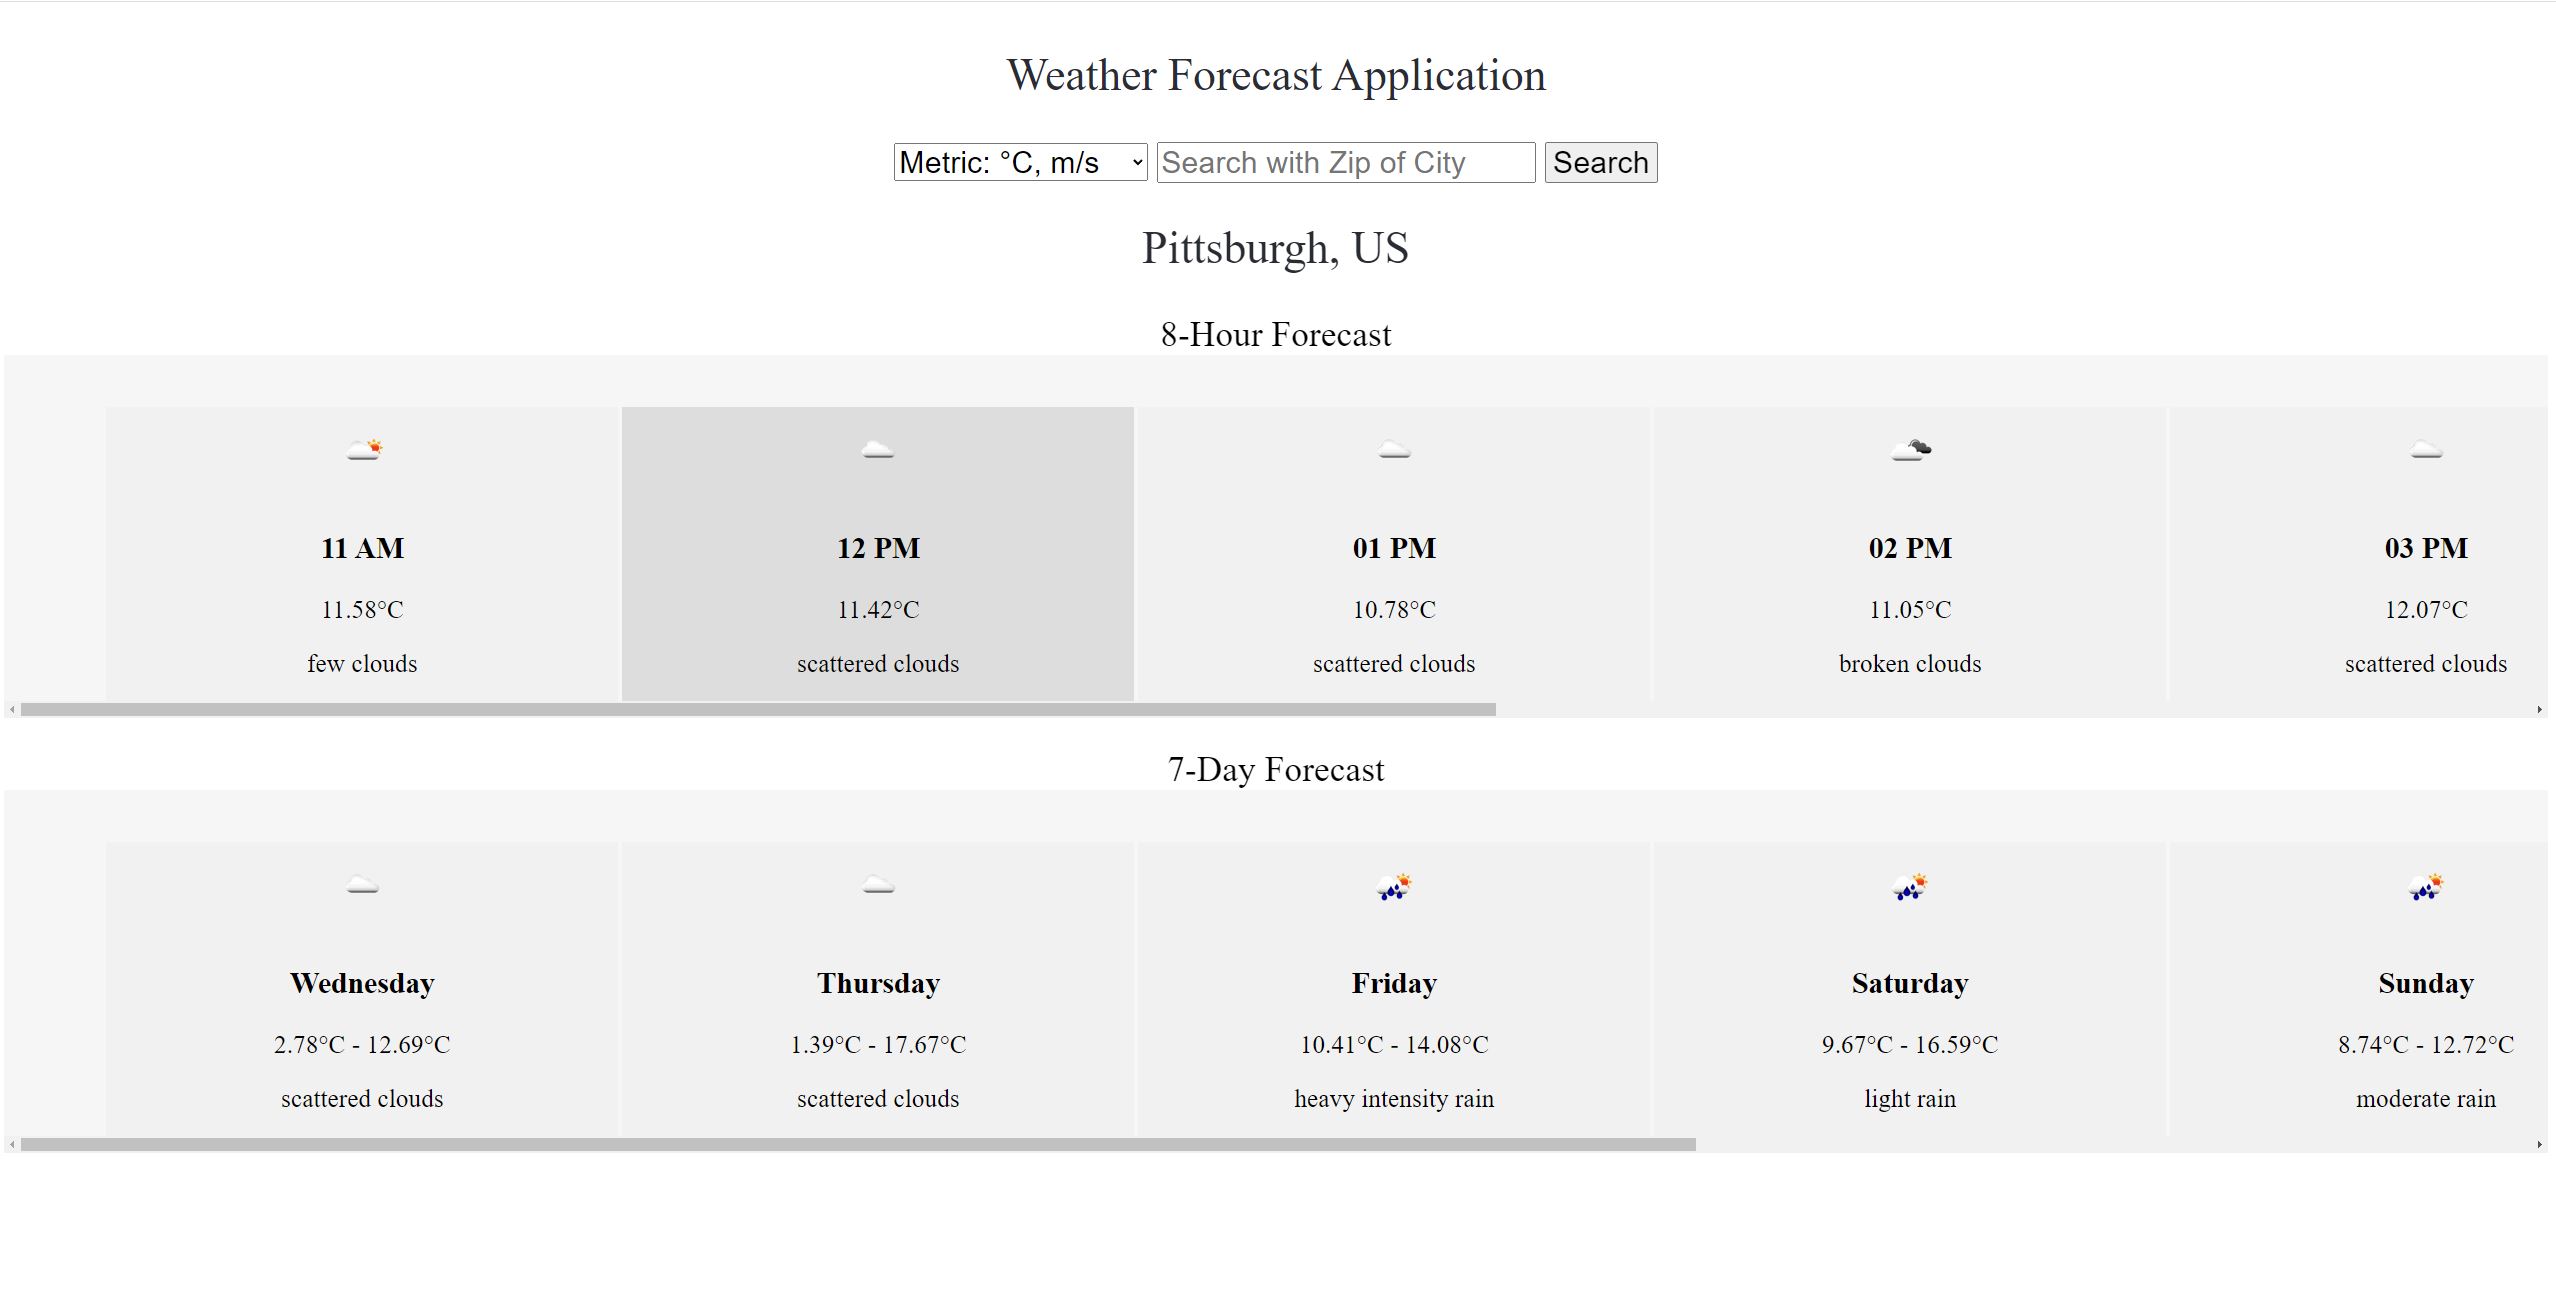 Weather Forecast Application
Metric: °C, m/s Search with Zip of City Search
Pittsburgh, US
8-Hour Forecast
11 AM 12 PM 01 PM 02 PM 03 PM
11.58°C 11.42°C 10.78°C 11.05°C 12.07°C
few clouds scattered clouds scattered clouds broken clouds scattered clouds
7-Day Forecast
Wednesday Thursday Friday Saturday Sunday
2.78°C - 12.69°C 1.39°C - 17.67°C 10.41°C - 14.08°C 9.67°C - 16.59°C 8.74°C - 12.72°C
scattered clouds scattered clouds heavy intensity rain light rain moderate rain